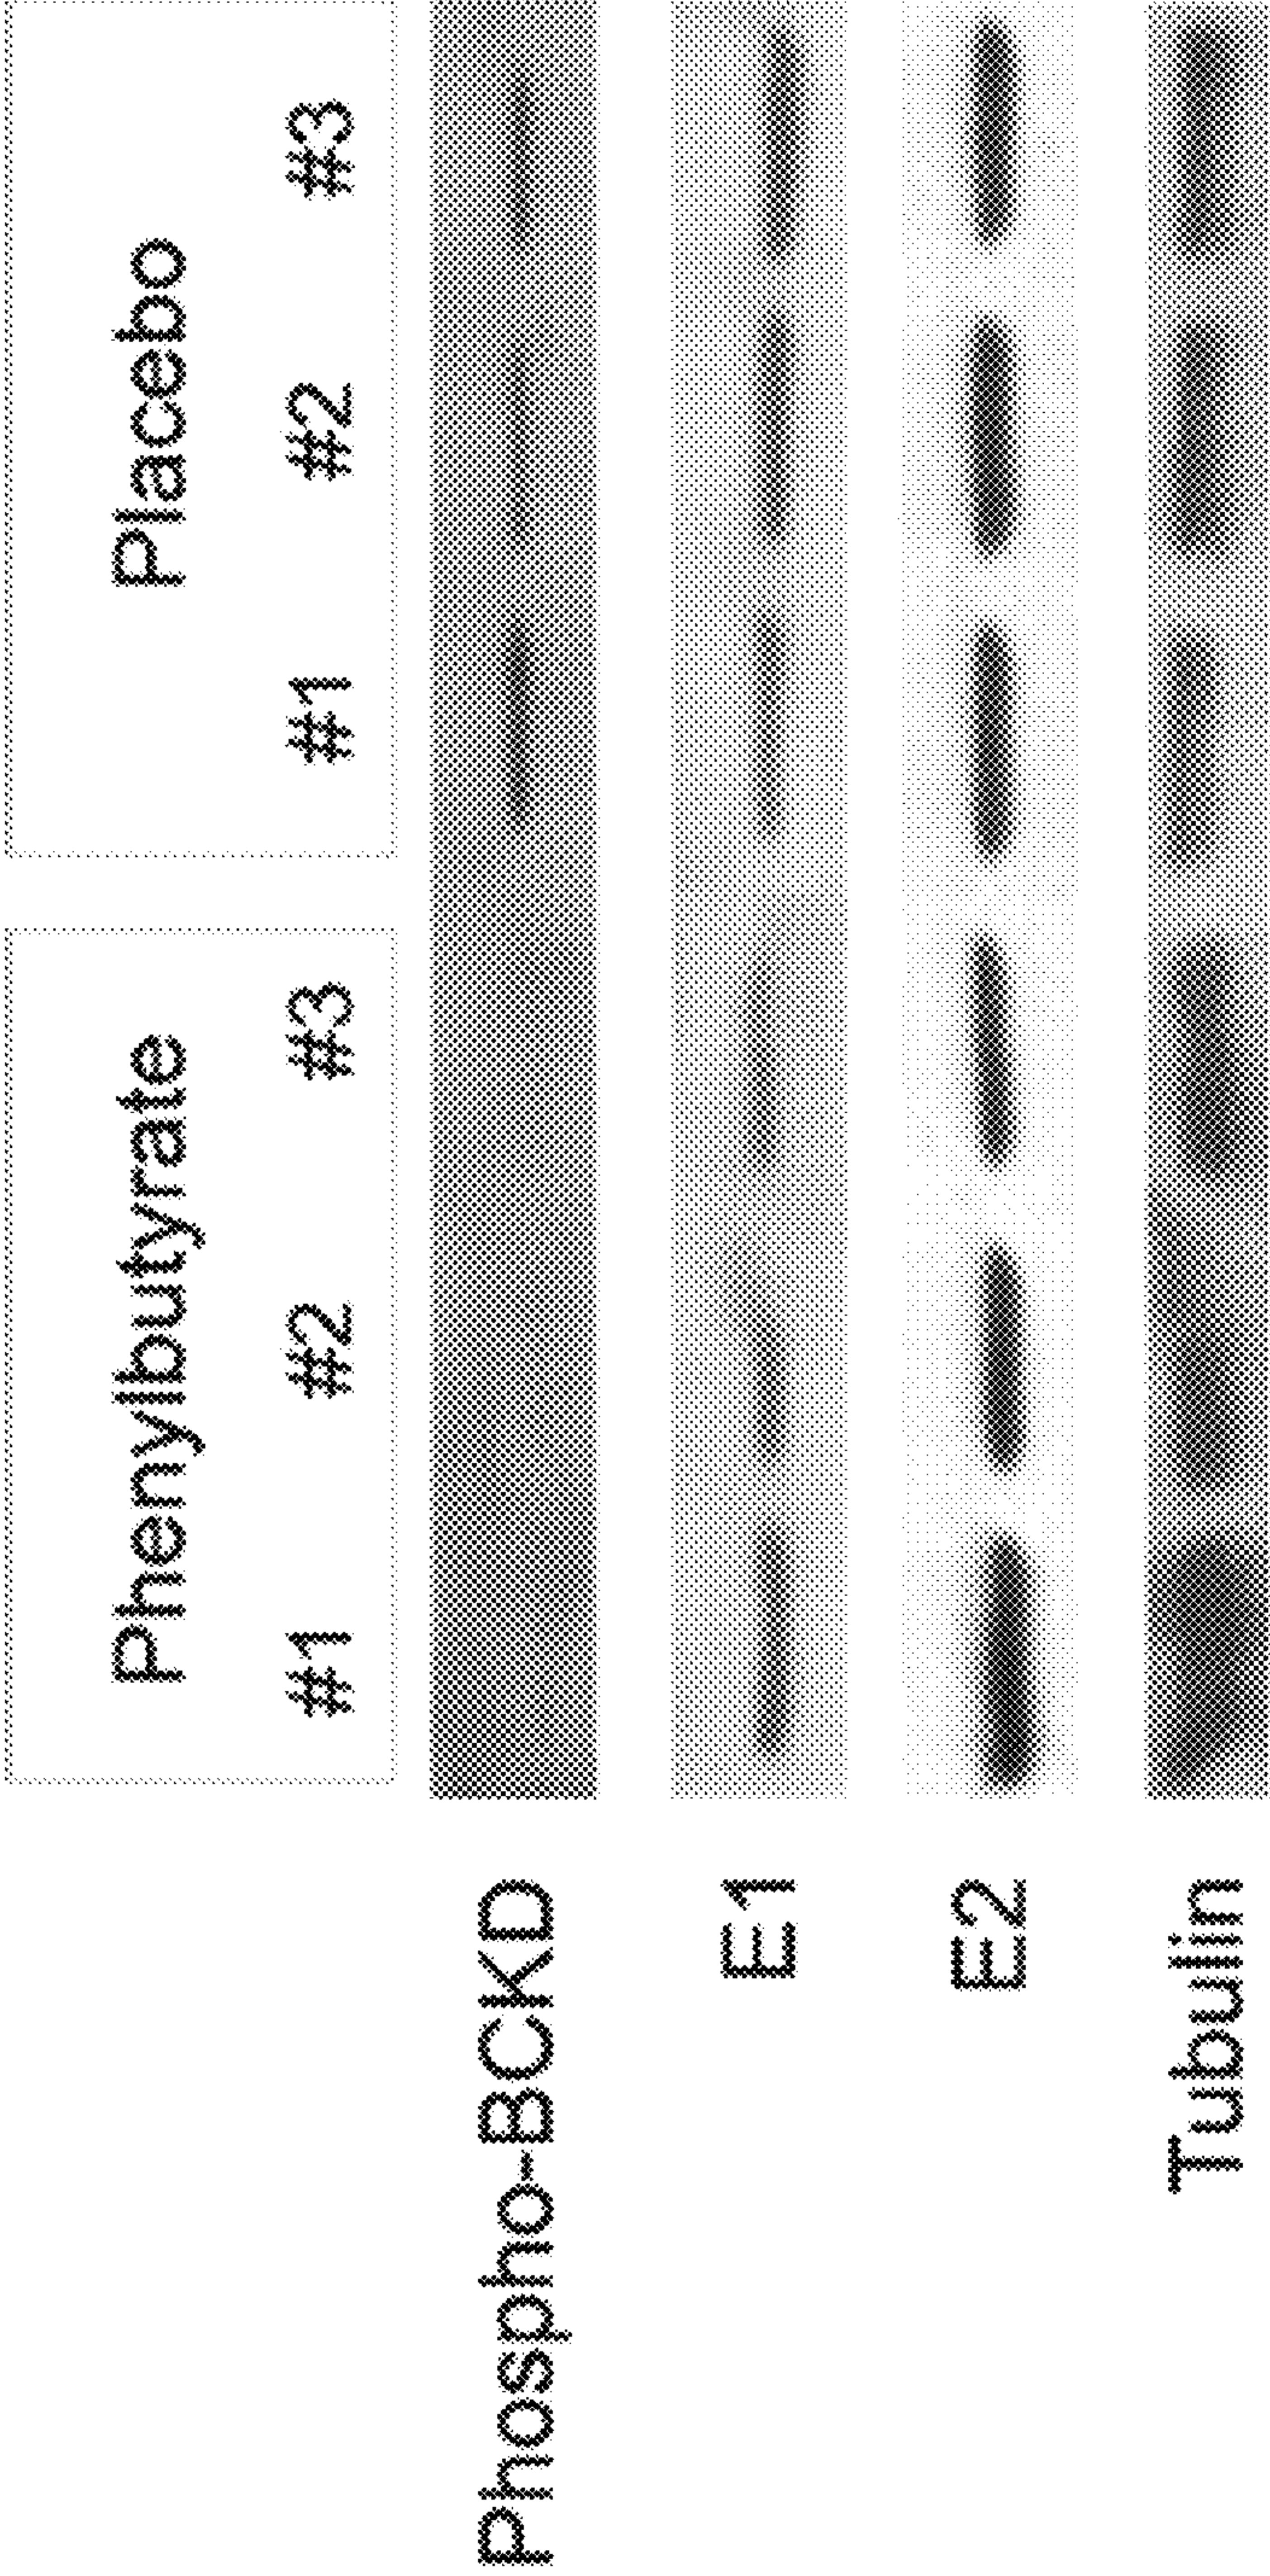 Phenylbutyrate Placebo
#1 #2 #3 #1 #2 #3
Phospho-BCKD
E1
E2
Tubulin